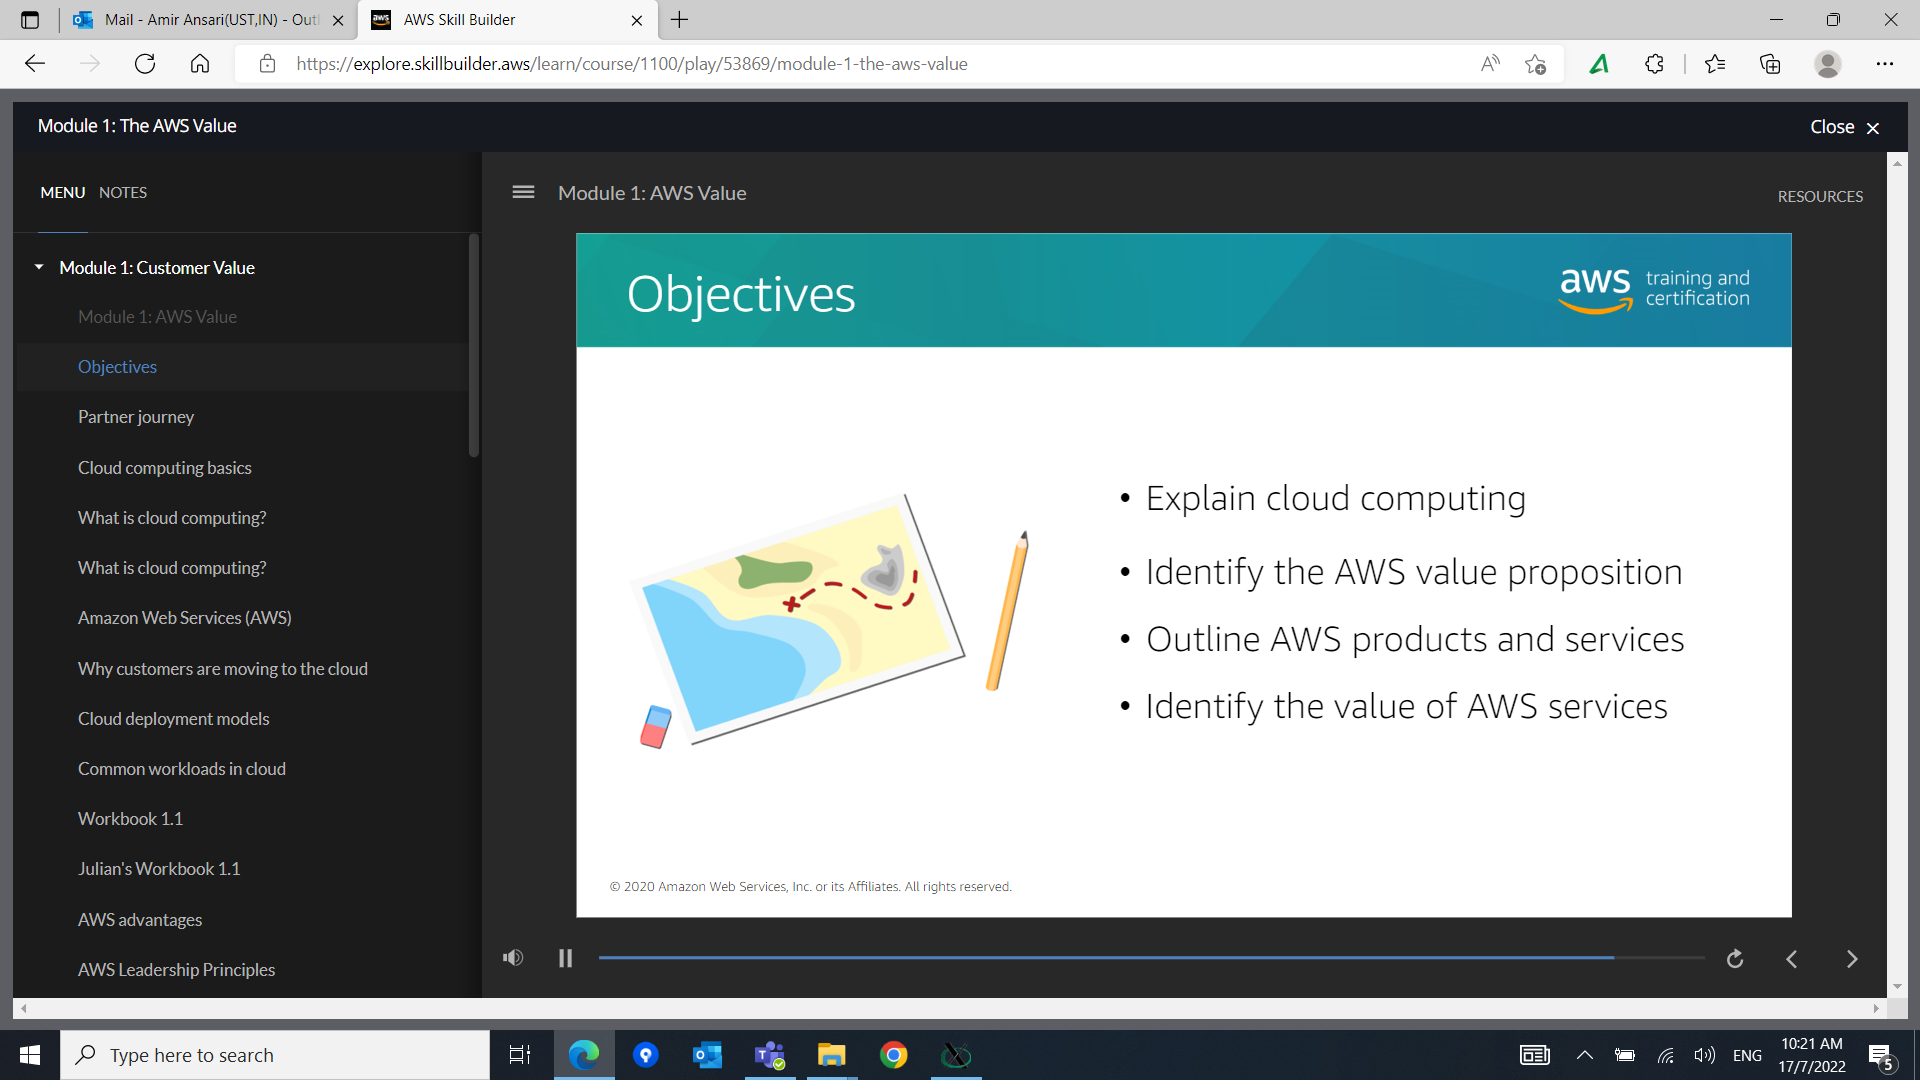 Mail - Amir Ansari(UST,IN) - Out
AWS Skill Builder
https://explore.skillbuilder.aws/learn/course/1100/play/53869/module-1-the-aws-value
Module 1: The AWS Value
Close
MENU
NOTES
Module 1: AWS Value
RESOURCES
Module 1: Customer Value
Module 1: AWS Value
Objectives
Partner journey
Cloud computing basics
What is cloud computing?
What is cloud computing?
Amazon Web Services (AWS)
Why customers are moving to the cloud
Cloud deployment models
Common workloads in cloud
Workbook 1.1
Julian's Workbook 1.1
AWS advantages
AWS Leadership Principles
Objectives
aws training and
certification
• Explain cloud computing
• Identify the AWS value proposition
• Outline AWS products and services
• Identify the value of AWS services
© 2020 Amazon Web Services, Inc. or its Affiliates. All rights reserved.
Type here to search
ENG
10:21 AM
17/7/2022
5